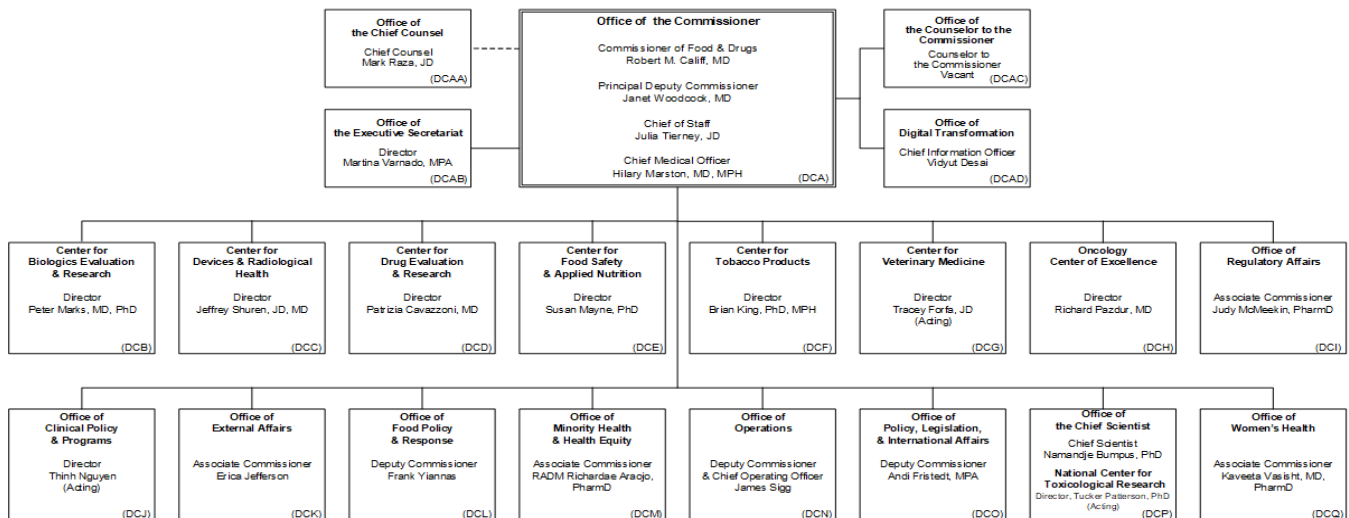 Office of
the Chief Counsel
Chief Counsel
Mark Raza, JD
(DCAA)
Office of the Commissioner
Commissioner of Food & Drugs
Robert M. Califf, MD
Principal Deputy Commissioner
Janet Woodcock, MD
Chief of Staff
Julia Tierney, JD
Chief Medical Officer
Hilary Marston, MD, MPH
(DCA)
Office of
the Counselor to the
Commissioner
Counselor to
the Commissioner
Vacant
(DCAC)
Office of
the Executive Secretariat
Director
Martina Varnado, MPA
(DCAB)
Office of
Digital Transformation
Chief Information Officer
Vidyut Desai
(DCAD)
Center for
Biologics Evaluation
& Research
Director
Peter Marks, MD, PhD
(DCB)
Center for
Devices & Radiological
Health
Director
Jeffrey Shuren, JD, MD
(DCC)
Center for
Drug Evaluation
& Research
Director
Patrizia Cavazzoni, MD
(DCD)
Center for
Food Safety
& Applied Nutrition
Director
Susan Mayne, PhD
(DCE)
Center for
Tobacco Products
Director
Brian King, PhD, MPH
(DCF)
Center for
Veterinary Medicine
Director
Tracey Forfa, JD
(Acting)
(DCG)
Oncology
Center of Excellence
Director
Richard Pazdur, MD
(DCH)
Office of
Regulatory Affairs
Associate Commissioner
Judy McMeekin, PharmD
(DCI)
Office of
Clinical Policy
& Programs
Director
Thinh Nguyen
(Acting)
(DCJ)
Office of
External Affairs
Associate Commissioner
Erica Jefferson
(DCK)
Office of
Food Policy
& Response
Deputy Commissioner
Frank Yiannas
(DCL)
Office of
Minority Health
& Health Equity
Associate Commissioner
RADM Richardae Araojo,
PharmD
(DCM)
Office of
Operations
Deputy Commissioner
& Chief Operating Officer
James Sigg
(DCN)
Office of
Policy, Legislation,
& International Affairs
Deputy Commissioner
Andi Fristedt, MPA
(DCO)
Office of
the Chief Scientist
Chief Scientist
Namandje Bumpus, PhD
National Center for
Toxicological Research
Director, Tucker Patterson, PhD
(Acting)
(DCP)
Office of
Women's Health
Associate Commissioner
Kaveeta Vasisht, MD,
PharmD
(DCQ)